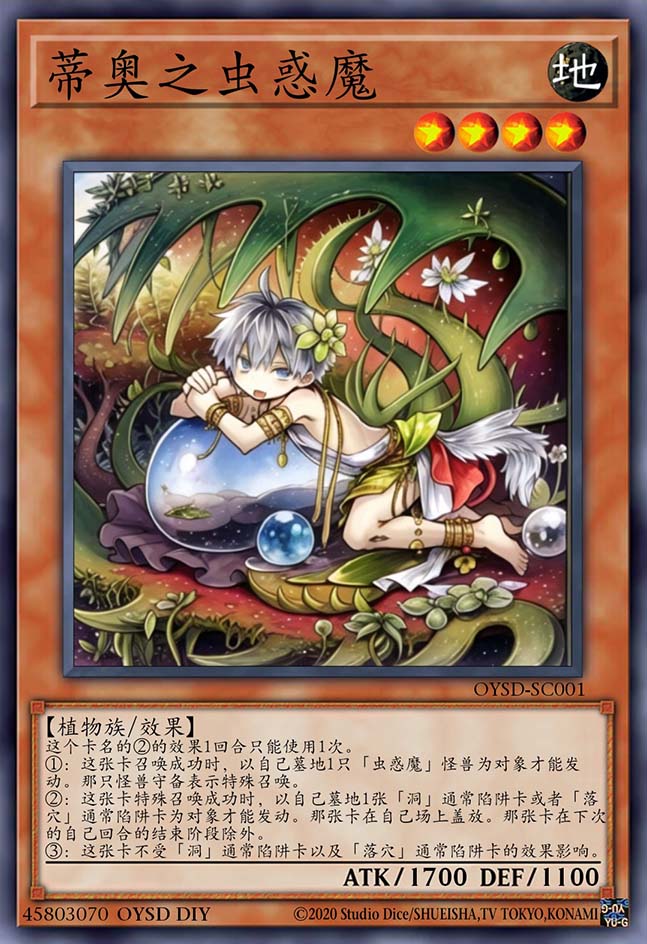 蒂奥之虫惑魔
地
OYSD-SC001
【植物族/效果】
这个卡名的②的效果1回合只能使用1次。
①：这张卡召唤成功时，以自己墓地1只「虫惑魔」怪兽为对象才能发
动。那只怪兽守备表示特殊召唤。
②：这张卡特殊召唤成功时，以自己墓地1张「洞」通常陷阱卡或者「落
穴」通常陷阱卡为对象才能发动。那张卡在自己场上盖放。那张卡在下次
的自己回合的结束阶段除外。
③：这张卡不受「洞」通常陷阱卡以及「落穴」通常陷阱卡的效果影响。
ATK/1700 DEF/1100
45803070 OYSD DIY ©2020 Studio Dice/SHUEISHA,TV TOKYO,KONAMI